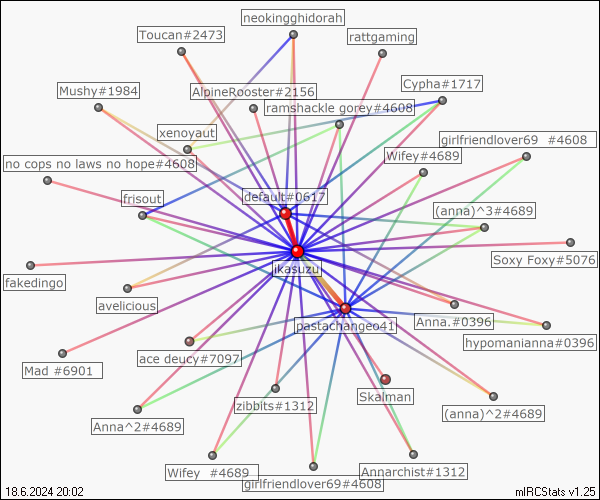 neokingghidorah
Toucan#2473
rattgaming
Cypha#1717
Mushy#1984
AlpineRooster#2156
ramshackle gorey#4608
xenoyaut
girlfriendlover69 #4608
Wifey#4689
no cops no laws no hope#4608
frisout
default#0617
(anna)^3#4689
Soxy Foxy#5076
ikasuzu
fakedingo
avelicious
Anna.#0396
pastachangeo41
hypomanianna#0396
ace deucy#7097
Mad #6901
Skalman
zibbits#1312
(anna)^2#4689
Anna^2#4689
Wifey #4689
Annarchist#1312
girlfriendlover69#4608
18.6.2024 20:02
mIRCStats v1.25